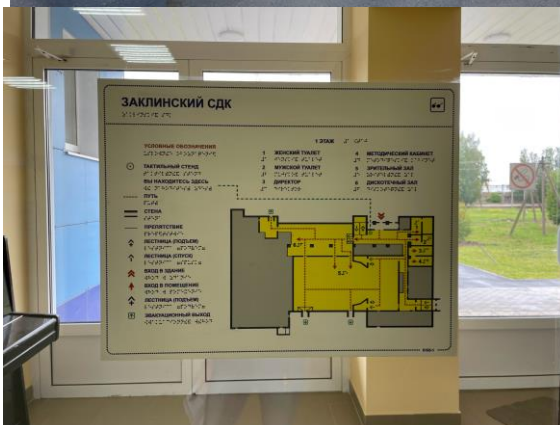 ЗАКЛИНСКИЙ СДК
УСЛОВНЫЕ ОБОЗНАЧЕНИЯ
ТАКТИЛЬНЫЙ СТЕНД
ВЫ НАХОДИТЕСЬ ЗДЕСЬ
ПУТЬ
СТЕНА
ПРЕПЯТСТВИЕ
ЛЕСТНИЦА (ПОДЪЕМ)
ЛЕСТНИЦА (СПУСК)
ВХОД В ЗДАНИЕ
ВХОД В ПОМЕЩЕНИЕ
ЛЕСТНИЦА (ПОДЪЕМ)
ЭВАКУАЦИОННЫЙ ВЫХОД
1 ЭТАЖ
1 ЖЕНСКИЙ ТУАЛЕТ
2 МУЖСКОЙ ТУАЛЕТ
3 ДИРЕКТОР
4 МЕТОДИЧЕСКИЙ КАБИНЕТ
5 ЗРИТЕЛЬНЫЙ ЗАЛ
6 ДИСКОТЕЧНЫЙ ЗАЛ